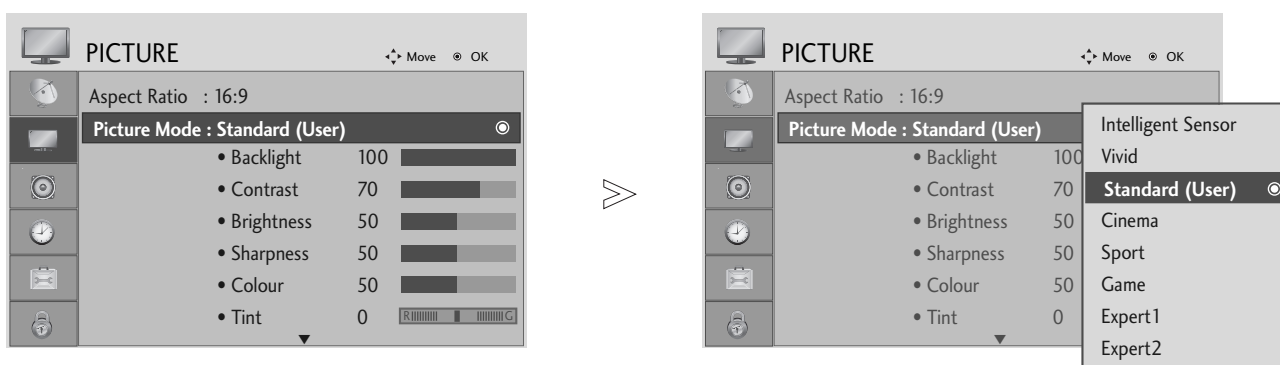 PICTURE Move OK
Aspect Ratio : 16:9
Picture Mode : Standard (User)
• Backlight 100
• Contrast 70
• Brightness 50
• Sharpness 50
• Colour 50
• Tint 0 R G
PICTURE Move OK
Aspect Ratio : 16:9
Picture Mode : Standard (User)
• Backlight 100
• Contrast 70
• Brightness 50
• Sharpness 50
• Colour 50
• Tint 0
Intelligent Sensor
Vivid
Standard (User)
Cinema
Sport
Game
Expert1
Expert2